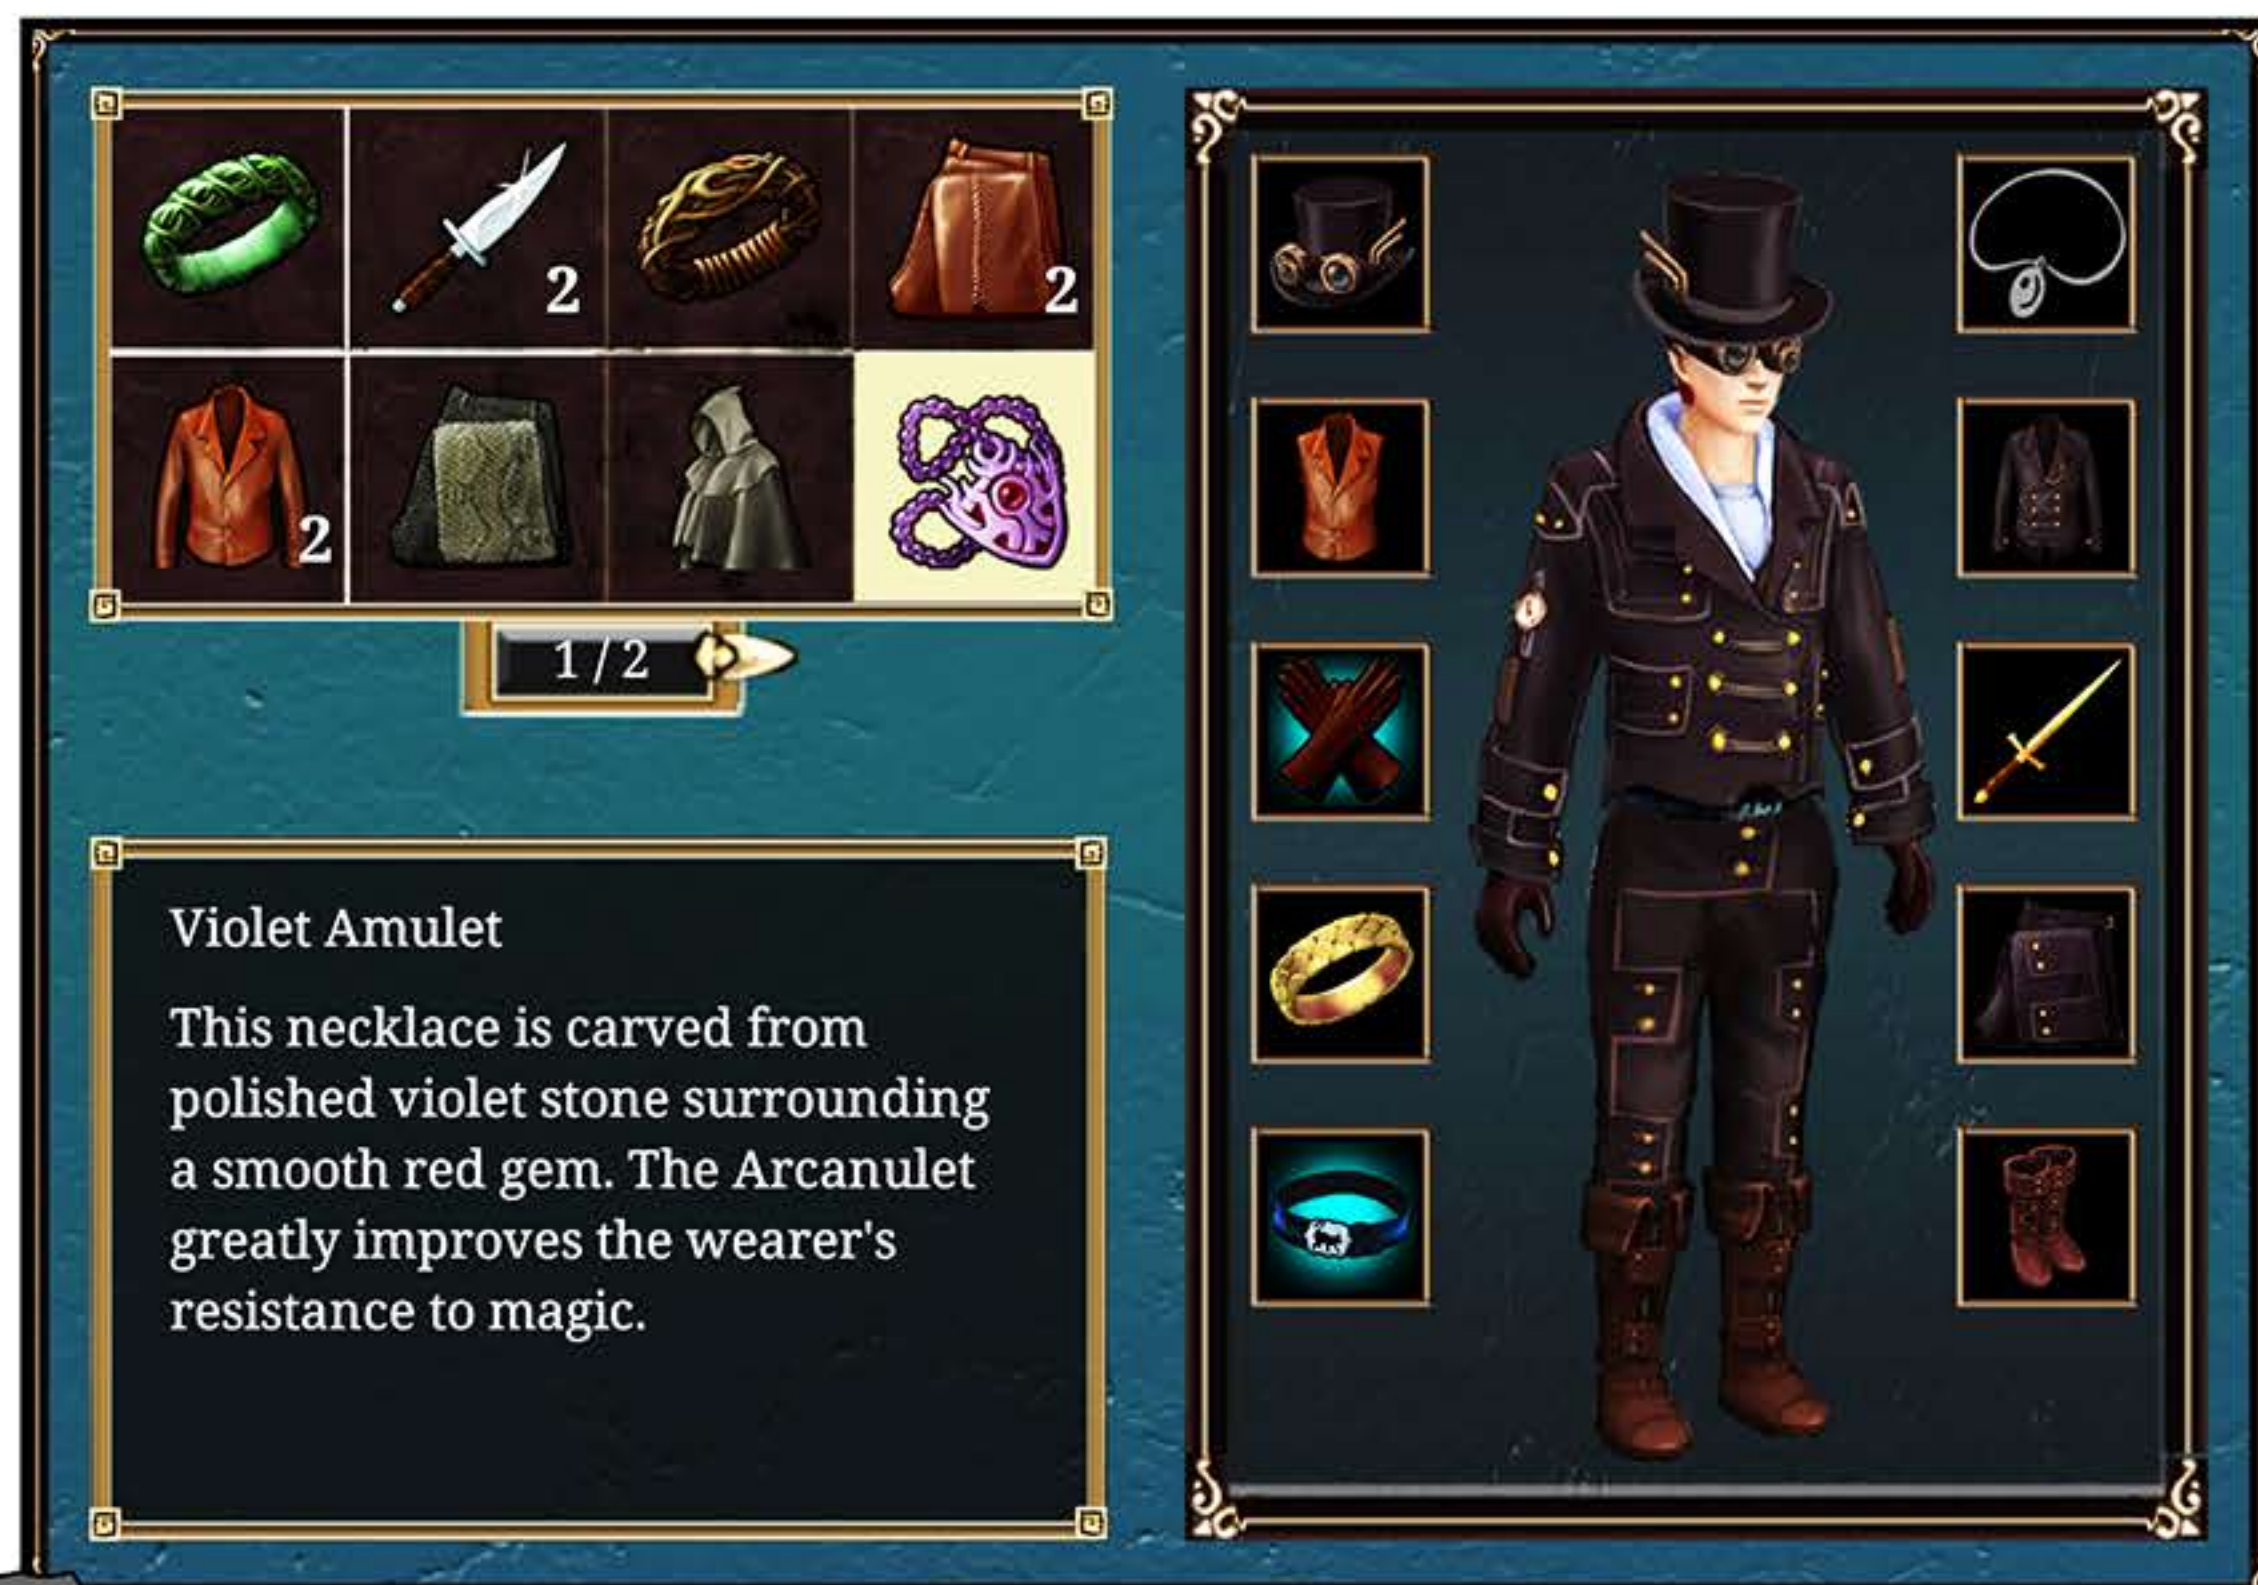 2
2
2
1 / 2
Violet Amulet
This necklace is carved from
polished violet stone surrounding
a smooth red gem. The Arcanulet
greatly improves the wearer's
resistance to magic.